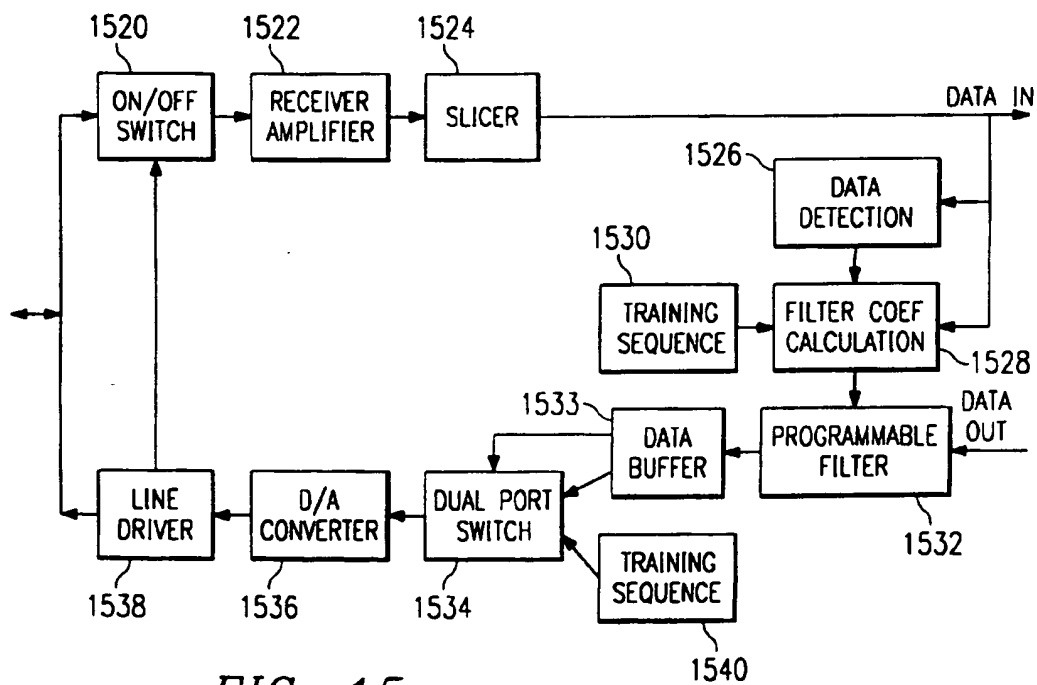 1520
1522
1524
ON/OFF
SWITCH
RECEIVER
AMPLIFIER
SLICER
DATA IN
1526
DATA
DETECTION
1530
TRAINING
SEQUENCE
FILTER COEF
CALCULATION
1528
1533
DATA
BUFFER
PROGRAMMABLE
FILTER
DATA
OUT
1532
LINE
DRIVER
D/A
CONVERTER
DUAL PORT
SWITCH
TRAINING
SEQUENCE
1538
1536
1534
1540
FIG. 15